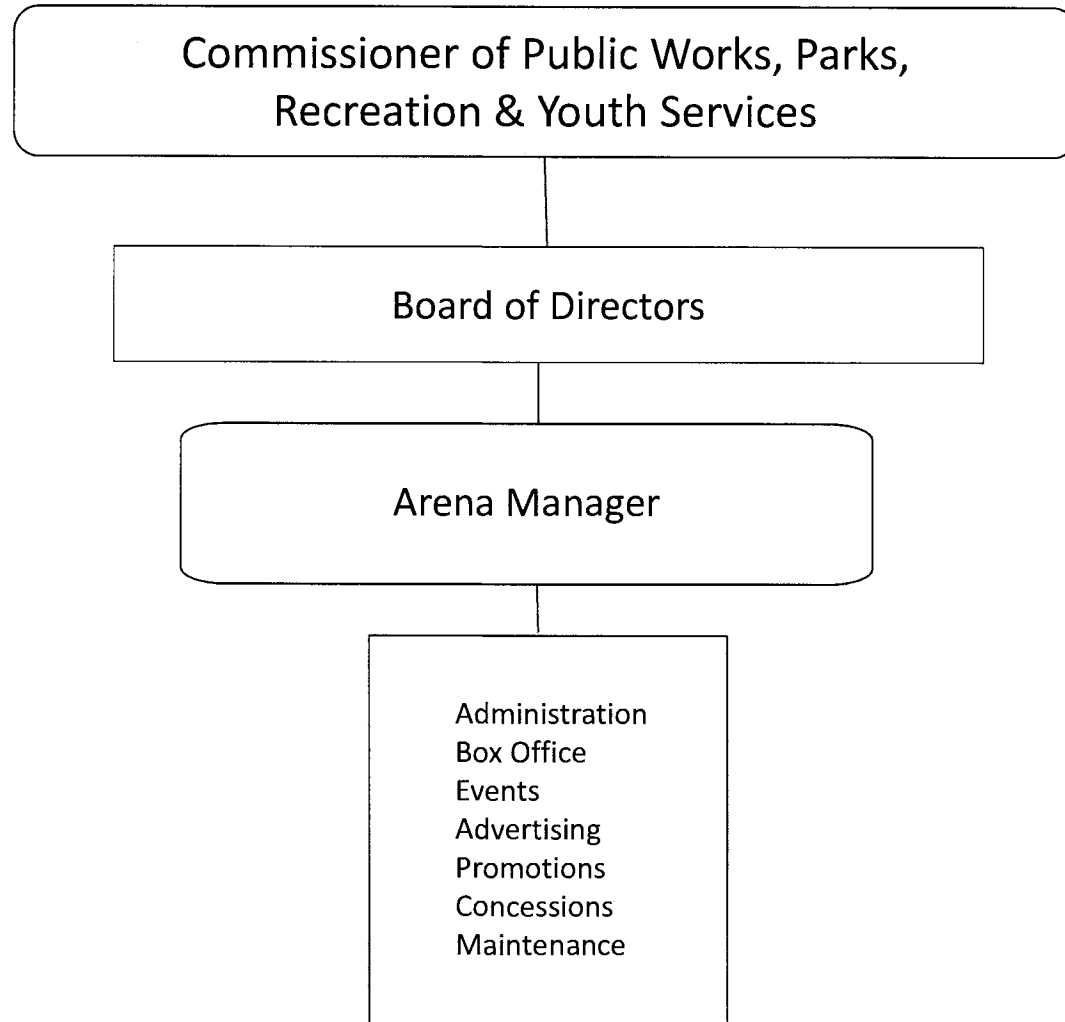 Commissioner of Public Works, Parks,
Recreation & Youth Services
Board of Directors
Arena Manager
Administration
Box Office
Events
Advertising
Promotions
Concessions
Maintenance